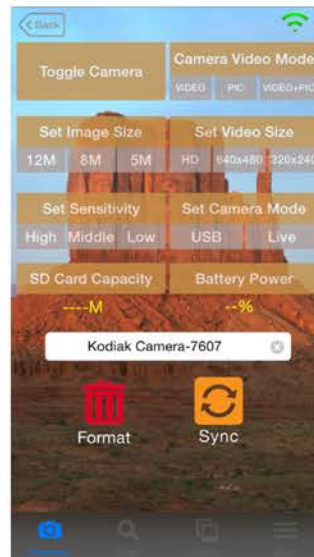 Back
Toggle Camera
Camera Video Mode
VIDEO PIC VIDEO+PIC
Set Image Size
12M 8M 5M
Set Video Size
HD 640x480 320x240
Set Sensitivity
High Middle Low
Set Camera Mode
USB Live
SD Card Capacity
----M
Battery Power
--%
Kodiak Camera-7607
Format
Sync